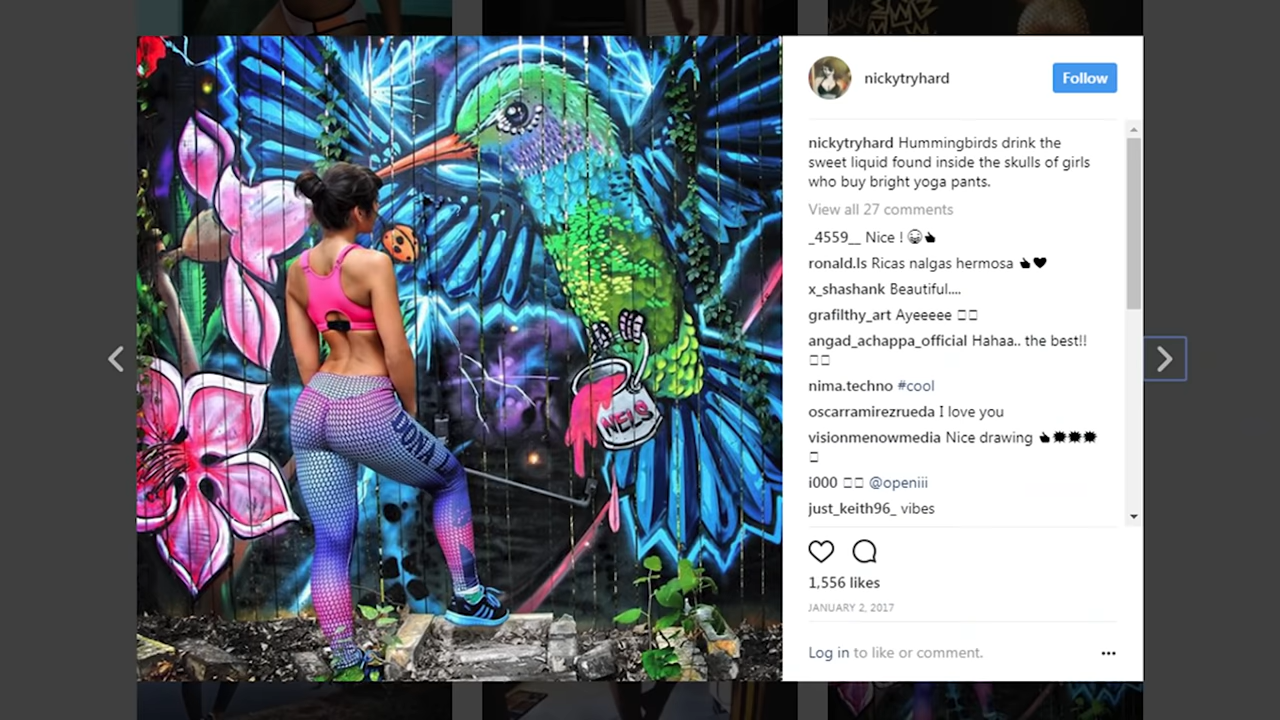 nickytryhard
Follow
nickytryhard Hummingbirds drink the
sweet liquid found inside the skulls of girls
who buy bright yoga pants.
View all 27 comments
_4559__ Nice !
ronald.ls Ricas nalgas hermosa
x_shashank Beautiful....
grafilthy_art Ayeeeee
angad_achappa_official Hahaa.. the best!!
nima.techno #cool
oscarramirezrueda I love you
visionmenowmedia Nice drawing
i000 @openiii
just_keith96_ vibes
1,556 likes
JANUARY 2, 2017
Log in to like or comment.
NELS